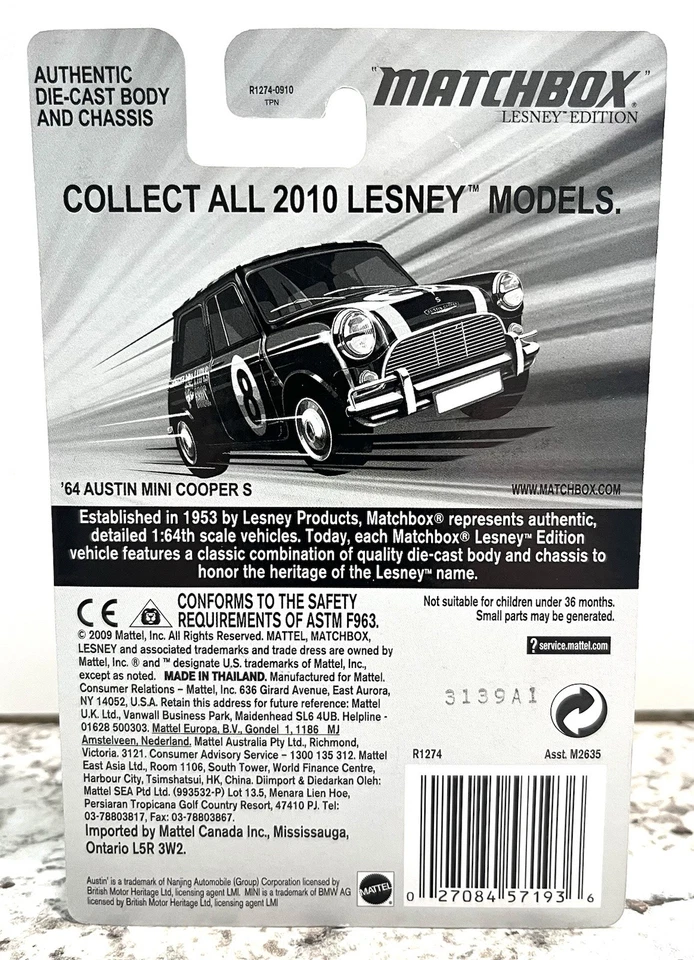 AUTHENTIC
DIE-CAST BODY
AND CHASSIS
R1274-0910
TPN
"MATCHBOX"®
LESNEY™ EDITION
COLLECT ALL 2010 LESNEY™ MODELS.
S
8
'64 AUSTIN MINI COOPER S
WWW.MATCHBOX.COM
Established in 1953 by Lesney Products, Matchbox® represents authentic,
detailed 1:64th scale vehicles. Today, each Matchbox® Lesney™ Edition
vehicle features a classic combination of quality die-cast body and chassis to
honor the heritage of the Lesney™ name.
CE
CONFORMS TO THE SAFETY
REQUIREMENTS OF ASTM F963.
© 2009 Mattel, Inc. All Rights Reserved. MATTEL, MATCHBOX,
LESNEY and associated trademarks and trade dress are owned by
Mattel, Inc. ® and ™ designate U.S. trademarks of Mattel, Inc.,
except as noted. MADE IN THAILAND. Manufactured for Mattel.
Consumer Relations – Mattel, Inc. 636 Girard Avenue, East Aurora,
NY 14052, U.S.A. Retain this address for future reference: Mattel
U.K. Ltd., Vanwall Business Park, Maidenhead SL6 4UB. Helpline -
01628 500303. Mattel Europa, B.V., Gondel 1, 1186 MJ
Amstelveen, Nederland. Mattel Australia Pty Ltd., Richmond,
Victoria. 3121. Consumer Advisory Service – 1300 135 312. Mattel
East Asia Ltd., Room 1106, South Tower, World Finance Centre,
Harbour City, Tsimshatsui, HK, China. Diimport & Diedarkan Oleh:
Mattel SEA Ptd Ltd. (993532-P) Lot 13.5, Menara Lien Hoe,
Persiaran Tropicana Golf Country Resort, 47410 PJ. Tel:
03-78803817, Fax: 03-78803867.
Imported by Mattel Canada Inc., Mississauga,
Ontario L5R 3W2.
Austin' is a trademark of Nanjing Automobile (Group) Corporation licensed by
British Motor Heritage Ltd, licensing agent LMI. MINI is a trademark of BMW AG
licensed by British Motor Heritage Ltd, licensing agent LMI
MATTEL
Not suitable for children under 36 months.
Small parts may be generated.
? service.mattel.com
3139A1
R1274
Asst. M2635
0 27084 57193 6